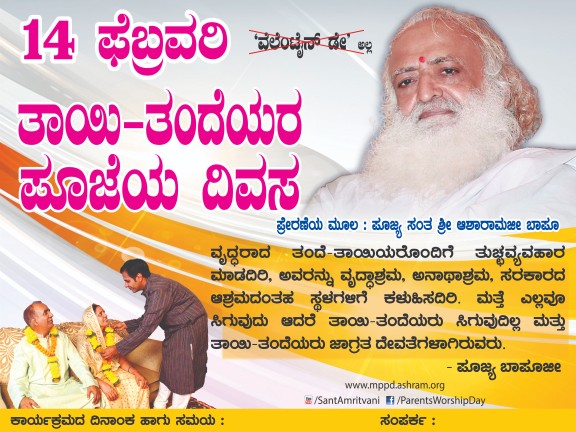 14 ಫೆಬ್ರವರಿ
'ವೆಲೆಂಟೈನ್ ಡೇ' ಅಲ್ಲ
ತಾಯಿ-ತಂದೆಯರ
ಪೂಜೆಯ ದಿವಸ
ಪ್ರೇರಣೆಯ ಮೂಲ : ಪೂಜ್ಯ ಸಂತ ಶ್ರೀ ಆಶಾರಾಮಜೀ ಬಾಪೂ
ವೃದ್ಧರಾದ ತಂದೆ-ತಾಯಿಯರೊಂದಿಗೆ ತುಚ್ಛವ್ಯವಹಾರ
ಮಾಡದಿರಿ, ಅವರನ್ನು ವೃದ್ಧಾಶ್ರಮ, ಅನಾಥಾಶ್ರಮ, ಸರಕಾರದ
ಆಶ್ರಮದಂತಹ ಸ್ಥಳಗಳಿಗೆ ಕಳುಹಿಸದಿರಿ. ಮತ್ತೆ ಎಲ್ಲವೂ
ಸಿಗುವುದು ಆದರೆ ತಾಯಿ-ತಂದೆಯರು ಸಿಗುವುದಿಲ್ಲ ಮತ್ತು
ತಾಯಿ-ತಂದೆಯರು ಜಾಗ್ರತ ದೇವತೆಗಳಾಗಿರುವರು.
- ಪೂಜ್ಯ ಬಾಪೂಜೀ
www.mppd.ashram.org
/SantAmritvani /ParentsWorshipDay
ಕಾರ್ಯಕ್ರಮದ ದಿನಾಂಕ ಹಾಗು ಸಮಯ : ಸಂಪರ್ಕ :